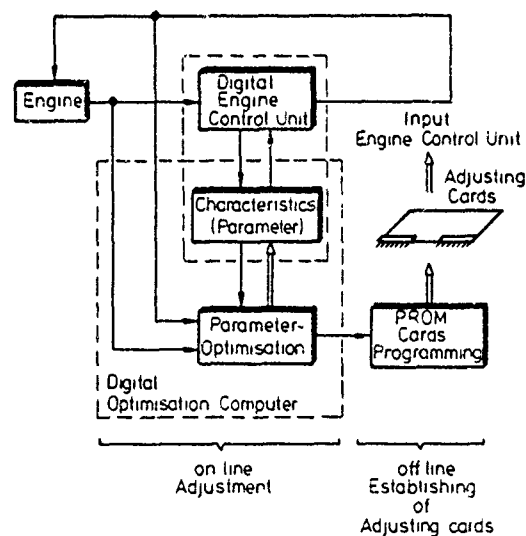 Digital
Engine
Control Unit
Engine
Input
Engine Control Unit
Adjusting
Cards
Characteristics
(Parameter)
Parameter-
Optimisation
PROM
Caras
Programming
Digital
Optimisation Computer
on line
Adjustment
off line
Establishing
of
Adjusting cards